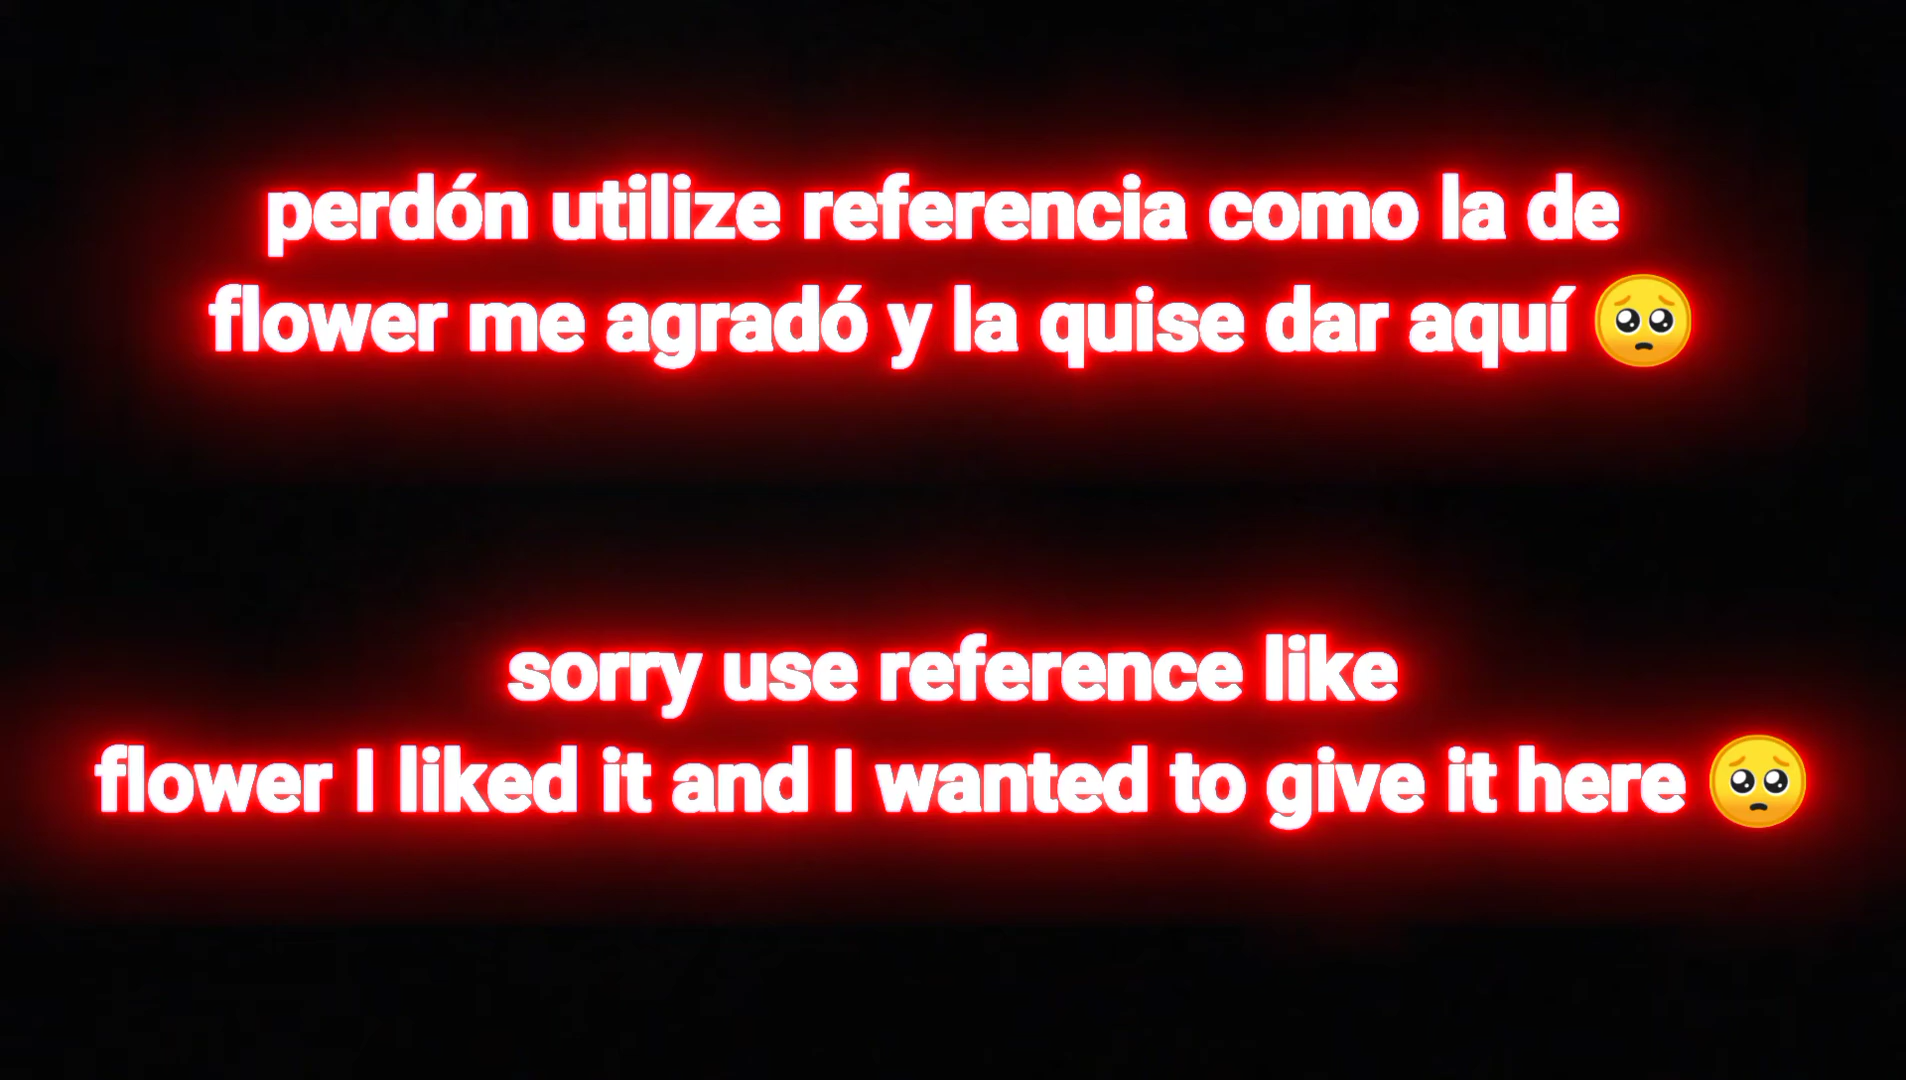 perdón utilize referencia como la de
flower me agradó y la quise dar aquí 🥺
sorry use reference like
flower I liked it and I wanted to give it here 🥺